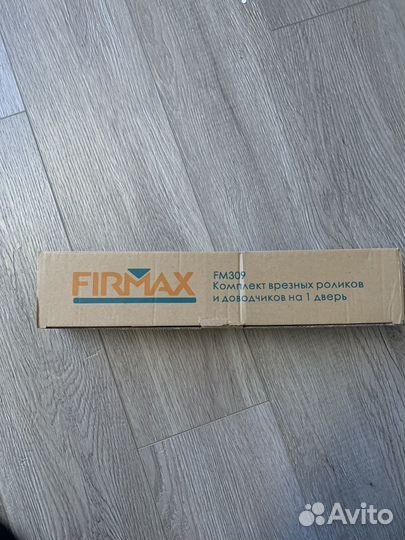 FIRMAX
FM309
Комплект врезных роликов
и доводчиков на 1 дверь
Avito